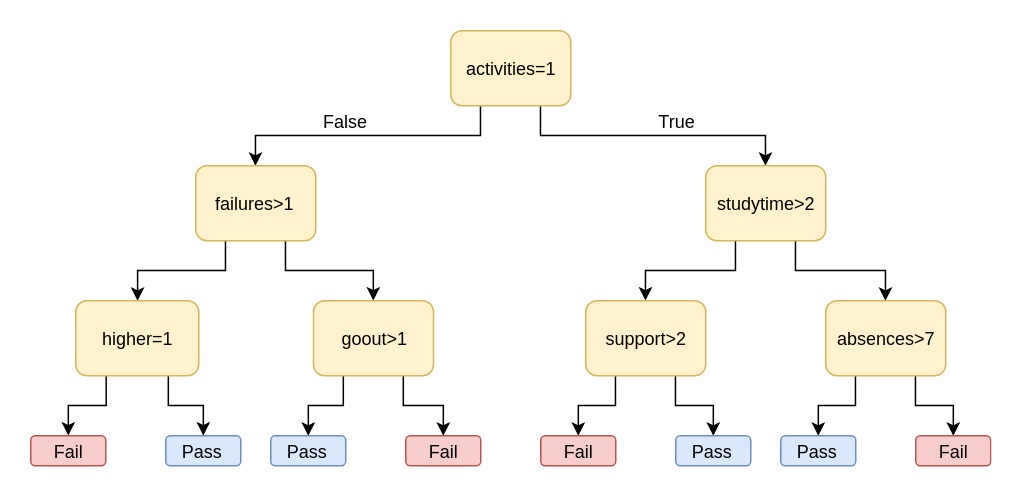 activities=1
False
True
failures>1
studytime>2
higher=1
goout>1
support>2
absences>7
Fail
Pass
Pass
Fail
Fail
Pass
Pass
Fail